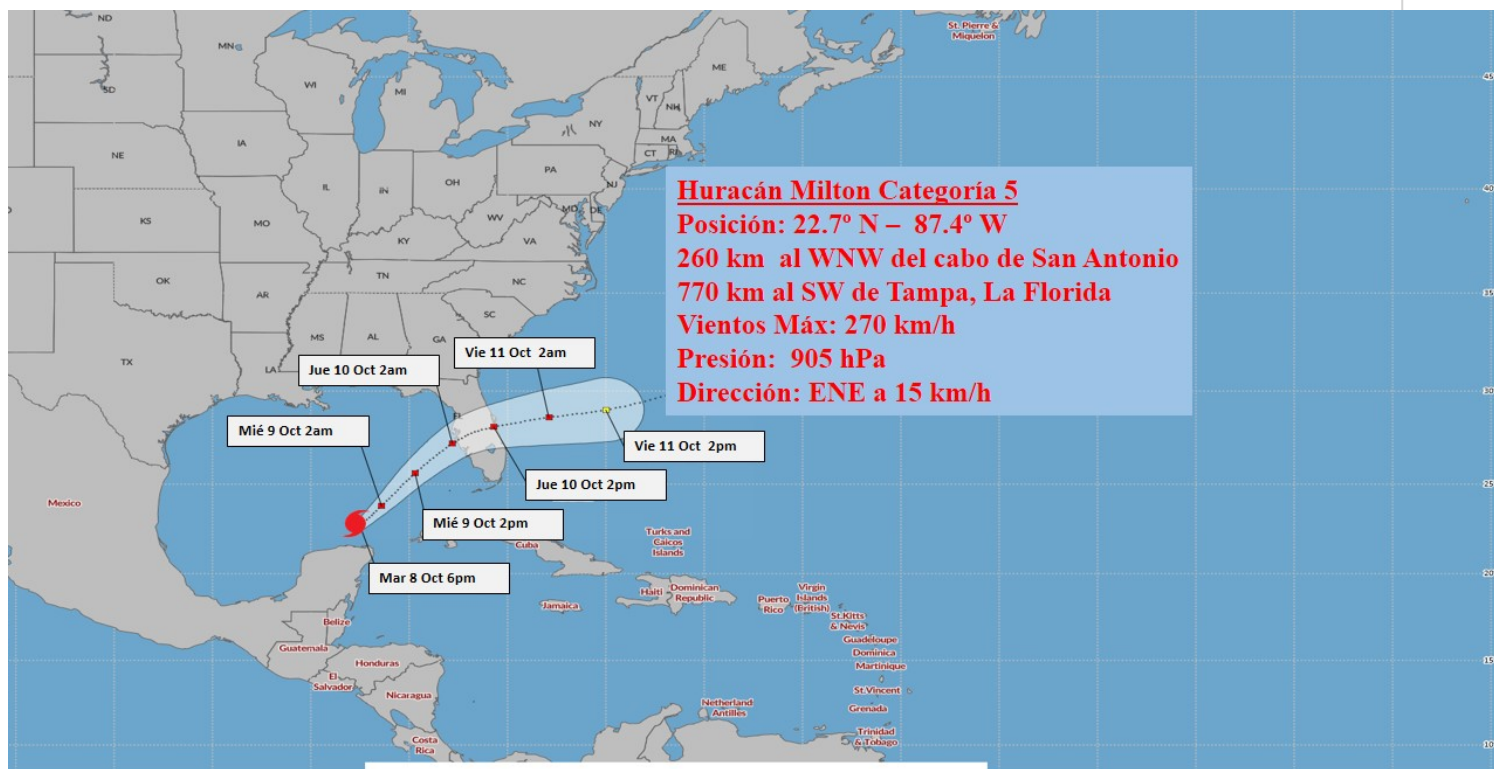 ND
MN
St. Pierre &
Miquelon
ME
45
SD
WI
MI
VT
NH
NY
MA
CT
RI
IA
NE
PA
NJ
IL
IN
OH
MD
DE
40
KS
MO
WV
VA
KY
Huracán Milton Categoría 5
Posición: 22.7º N – 87.4º W
260 km al WNW del cabo de San Antonio
770 km al SW de Tampa, La Florida
Vientos Máx: 270 km/h
Presión: 905 hPa
Dirección: ENE a 15 km/h
TN
NC
OK
AR
35
SC
MS
AL
GA
TX
LA
Vie 11 Oct 2am
Jue 10 Oct 2am
30
FL
Mié 9 Oct 2am
Vie 11 Oct 2pm
Jue 10 Oct 2pm
25
Mexico
Mié 9 Oct 2pm
Cuba
Turks and
Caicos
Islands
Mar 8 Oct 6pm
20
Haiti
Dominican
Republic
Puerto
Rico
Virgin
Islands
(British)
Jamaica
St.Kitts
& Nevis
Belize
Guadeloupe
Guatemala
Dominica
Honduras
Martinique
15
El
Salvador
St.Vincent
Nicaragua
Netherland
Antilles
Grenada
Costa
Rica
Trinidad
& Tobago
10